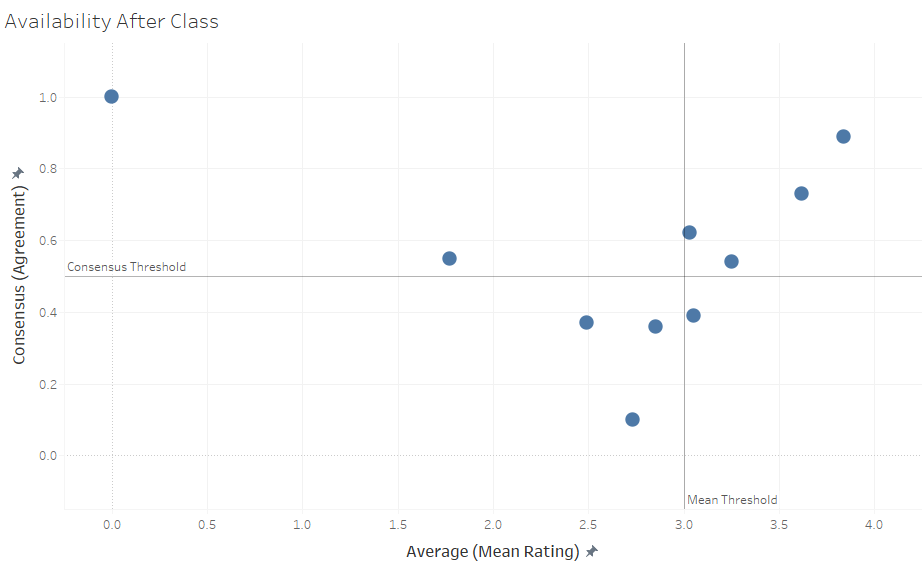 Availability After Class
1.0
0.8
0.6
Consensus Threshold
0.4
0.2
0.0
Consensus (Agreement)
Mean Threshold
0.0 0.5 1.0 1.5 2.0 2.5 3.0 3.5 4.0
Average (Mean Rating)